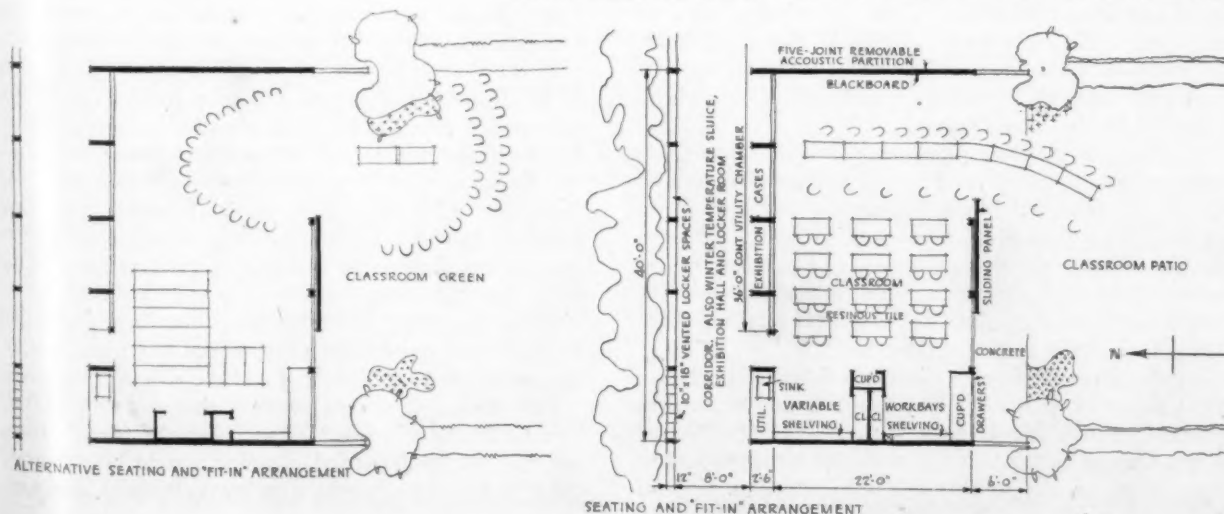 CLASSROOM GREEN
ALTERNATIVE SEATING AND "FIT-IN" ARRANGEMENT
FIVE-JOINT REMOVABLE
ACCOUSTIC PARTITION
BLACKBOARD
40'-0"
10"x18" VENTED LOCKER SPACES
CORRIDOR., ALSO WINTER TEMPERATURE SLUICE,
EXHIBITION HALL AND LOCKER ROOM
36'-0" CONT UTILITY CHAMBER
EXHIBITION CASES
CLASSROOM
RESINOUS TILE
SLIDING PANEL
CLASSROOM PATIO
CONCRETE
N
SINK
UTIL.
VARIABLE
SHELVING
CUP'D
CL.
CL.
WORKBAYS
SHELVING
CUP'D
DRAWERS
12"
8'-0"
2'-6"
22'-0"
6'-0"
SEATING AND "FIT-IN" ARRANGEMENT